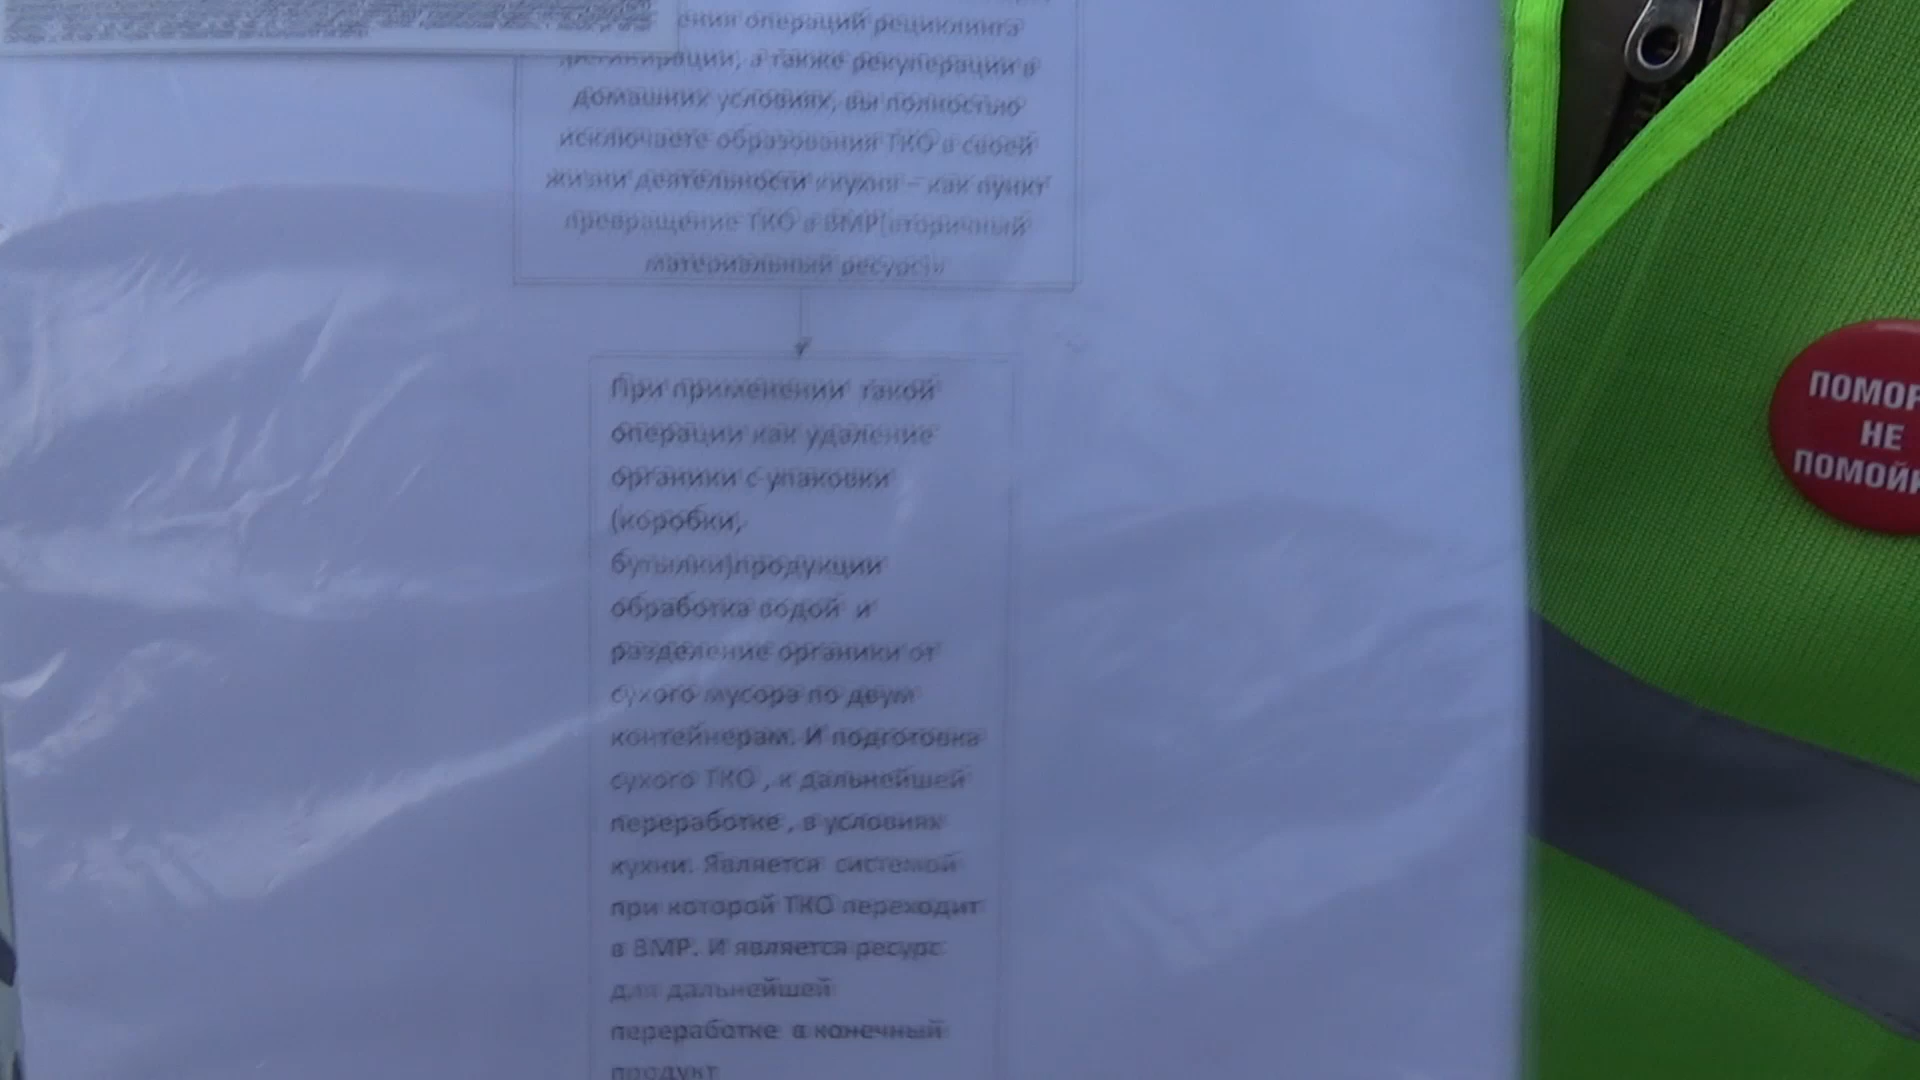 ения операций рециклинга
, а также рекуперации в
домашних условиях, вы полностью
исключаете образования ТКО в своей
жизни деятельности «кухня – как пункт
превращение ТКО в ВМР(вторичный
материальный ресурс)»
При применении такой
операции как удаление
органики с упаковки
(коробки,
бутылки)продукции
обработка водой и
разделение органики от
сухого мусора по двум
контейнерам. И подготовка
сухого ТКО , к дальнейшей
переработке , в условиях
кухни. Является системой
при которой ТКО переходит
в ВМР. И является ресурс
для дальнейшей
переработке в конечный
продукт
ПОМОР
НЕ
ПОМОЙК